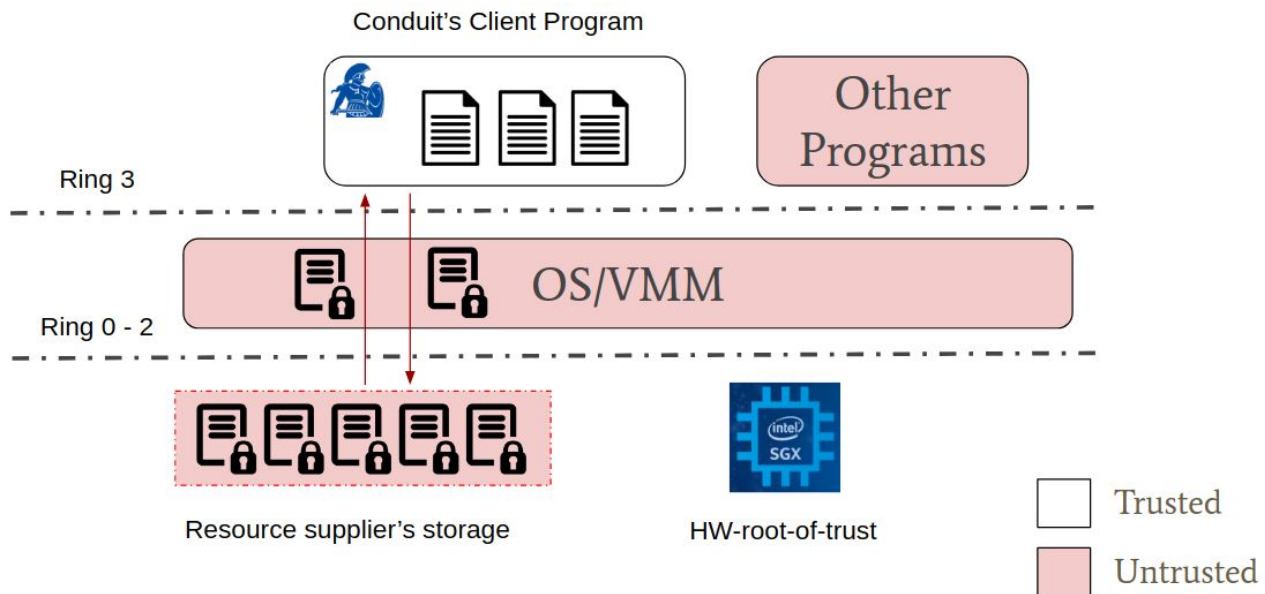 Conduit’s Client Program
Other
Programs
Ring 3
OS/VMM
Ring 0 - 2
intel
SGX
Resource supplier’s storage
HW-root-of-trust
Trusted
Untrusted